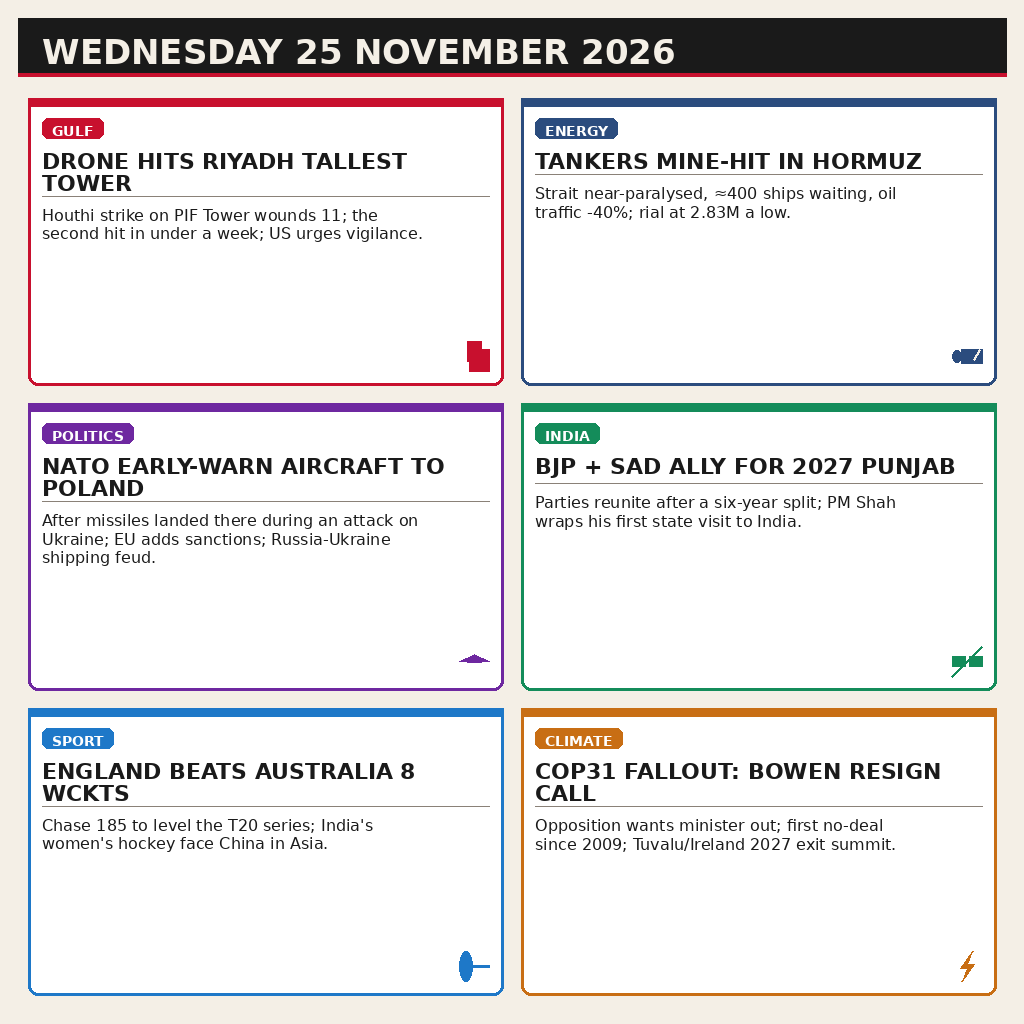 WEDNESDAY 25 NOVEMBER 2026
GULF
DRONE HITS RIYADH TALLEST
TOWER
Houthi strike on PIF Tower wounds 11; the
second hit in under a week; US urges vigilance.
ENERGY
TANKERS MINE-HIT IN HORMUZ
Strait near-paralysed, ≈400 ships waiting, oil
traffic -40%; rial at 2.83M a low.
POLITICS
NATO EARLY-WARN AIRCRAFT TO
POLAND
After missiles landed there during an attack on
Ukraine; EU adds sanctions; Russia-Ukraine
shipping feud.
INDIA
BJP + SAD ALLY FOR 2027 PUNJAB
Parties reunite after a six-year split; PM Shah
wraps his first state visit to India.
SPORT
ENGLAND BEATS AUSTRALIA 8
WCKTS
Chase 185 to level the T20 series; India's
women's hockey face China in Asia.
CLIMATE
COP31 FALLOUT: BOWEN RESIGN
CALL
Opposition wants minister out; first no-deal
since 2009; Tuvalu/Ireland 2027 exit summit.